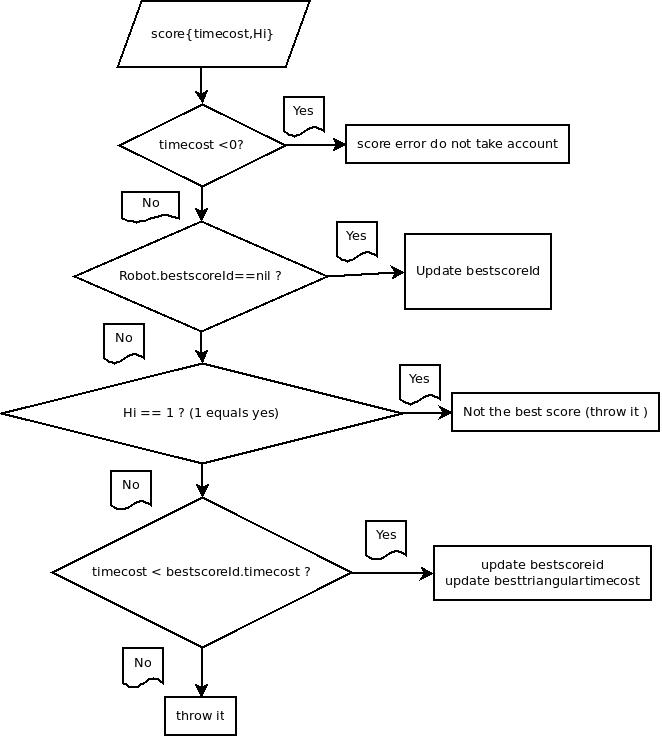 score{timecost,Hi}
Yes
timecost <0?
score error do not take account
No
Yes
Robot.bestscoreId==nil ?
Update bestscoreId
No
Yes
Hi == 1 ? (1 equals yes)
Not the best score (throw it )
No
Yes
timecost < bestscoreId.timecost ?
update bestscoreid
update besttriangulartimecost
No
throw it